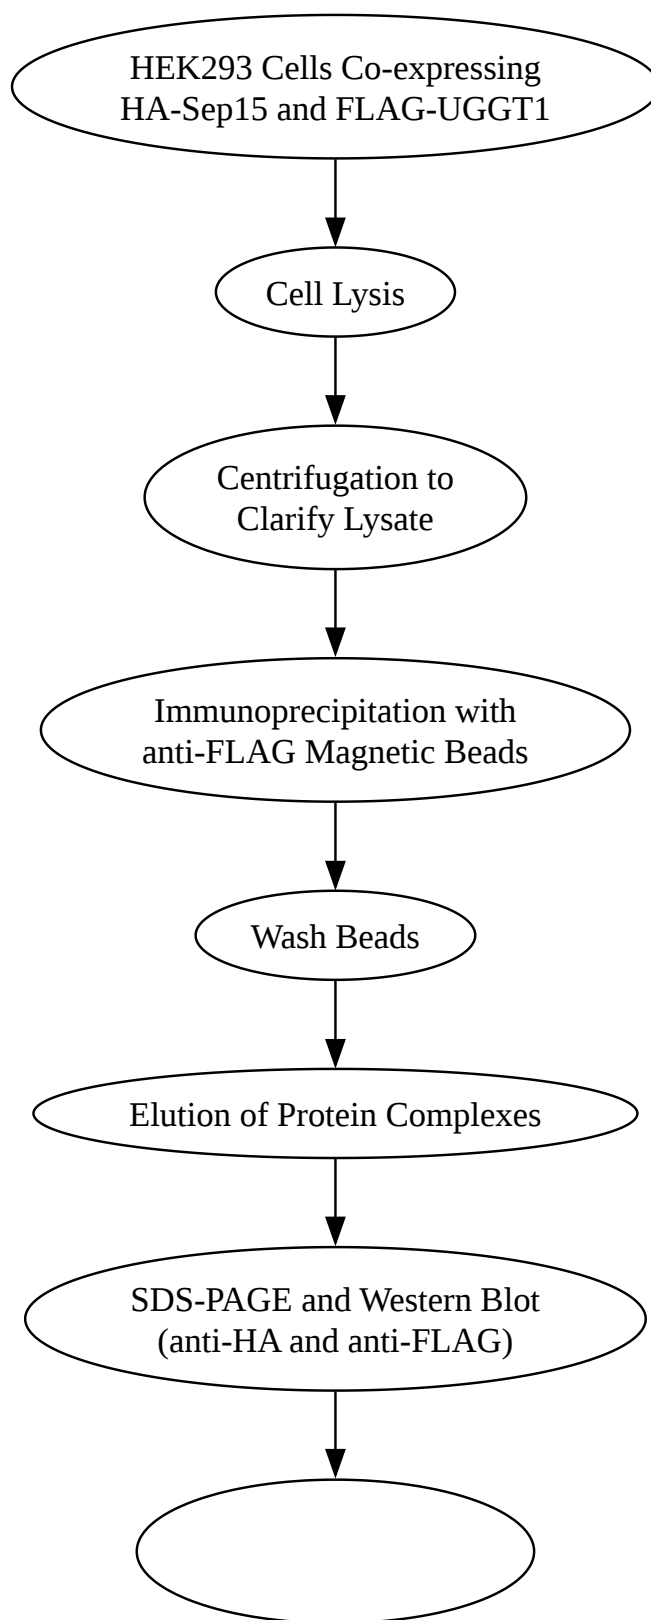 HEK293 Cells Co-expressing
HA-Sep15 and FLAG-UGGT1
Cell Lysis
Centrifugation to
Clarify Lysate
Immunoprecipitation with
anti-FLAG Magnetic Beads
Wash Beads
Elution of Protein Complexes
SDS-PAGE and Western Blot
(anti-HA and anti-FLAG)